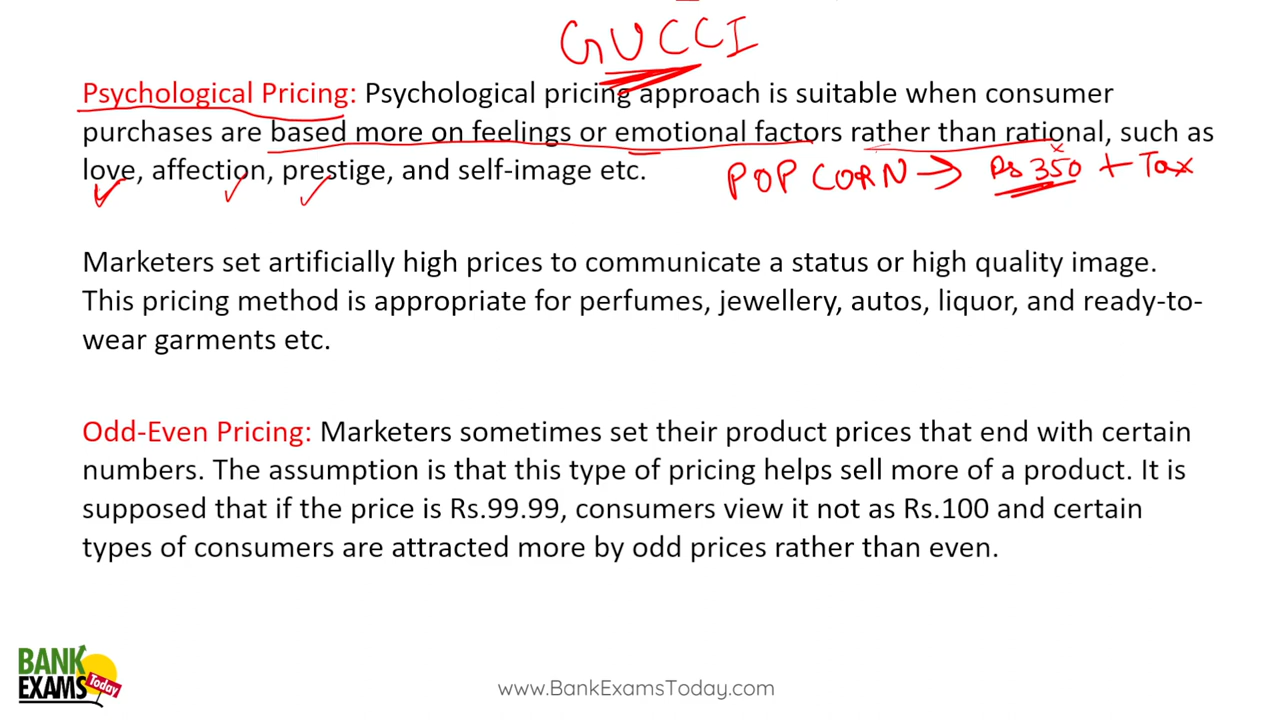 GUCCI
Psychological Pricing: Psychological pricing approach is suitable when consumer
purchases are based more on feelings or emotional factors rather than rational, such as
love, affection, prestige, and self-image etc.
POP CORN → Rs 350 + Tax
Marketers set artificially high prices to communicate a status or high quality image.
This pricing method is appropriate for perfumes, jewellery, autos, liquor, and ready-to-
wear garments etc.
Odd-Even Pricing: Marketers sometimes set their product prices that end with certain
numbers. The assumption is that this type of pricing helps sell more of a product. It is
supposed that if the price is Rs.99.99, consumers view it not as Rs.100 and certain
types of consumers are attracted more by odd prices rather than even.
BANK
EXAMS Today
www.BankExamsToday.com